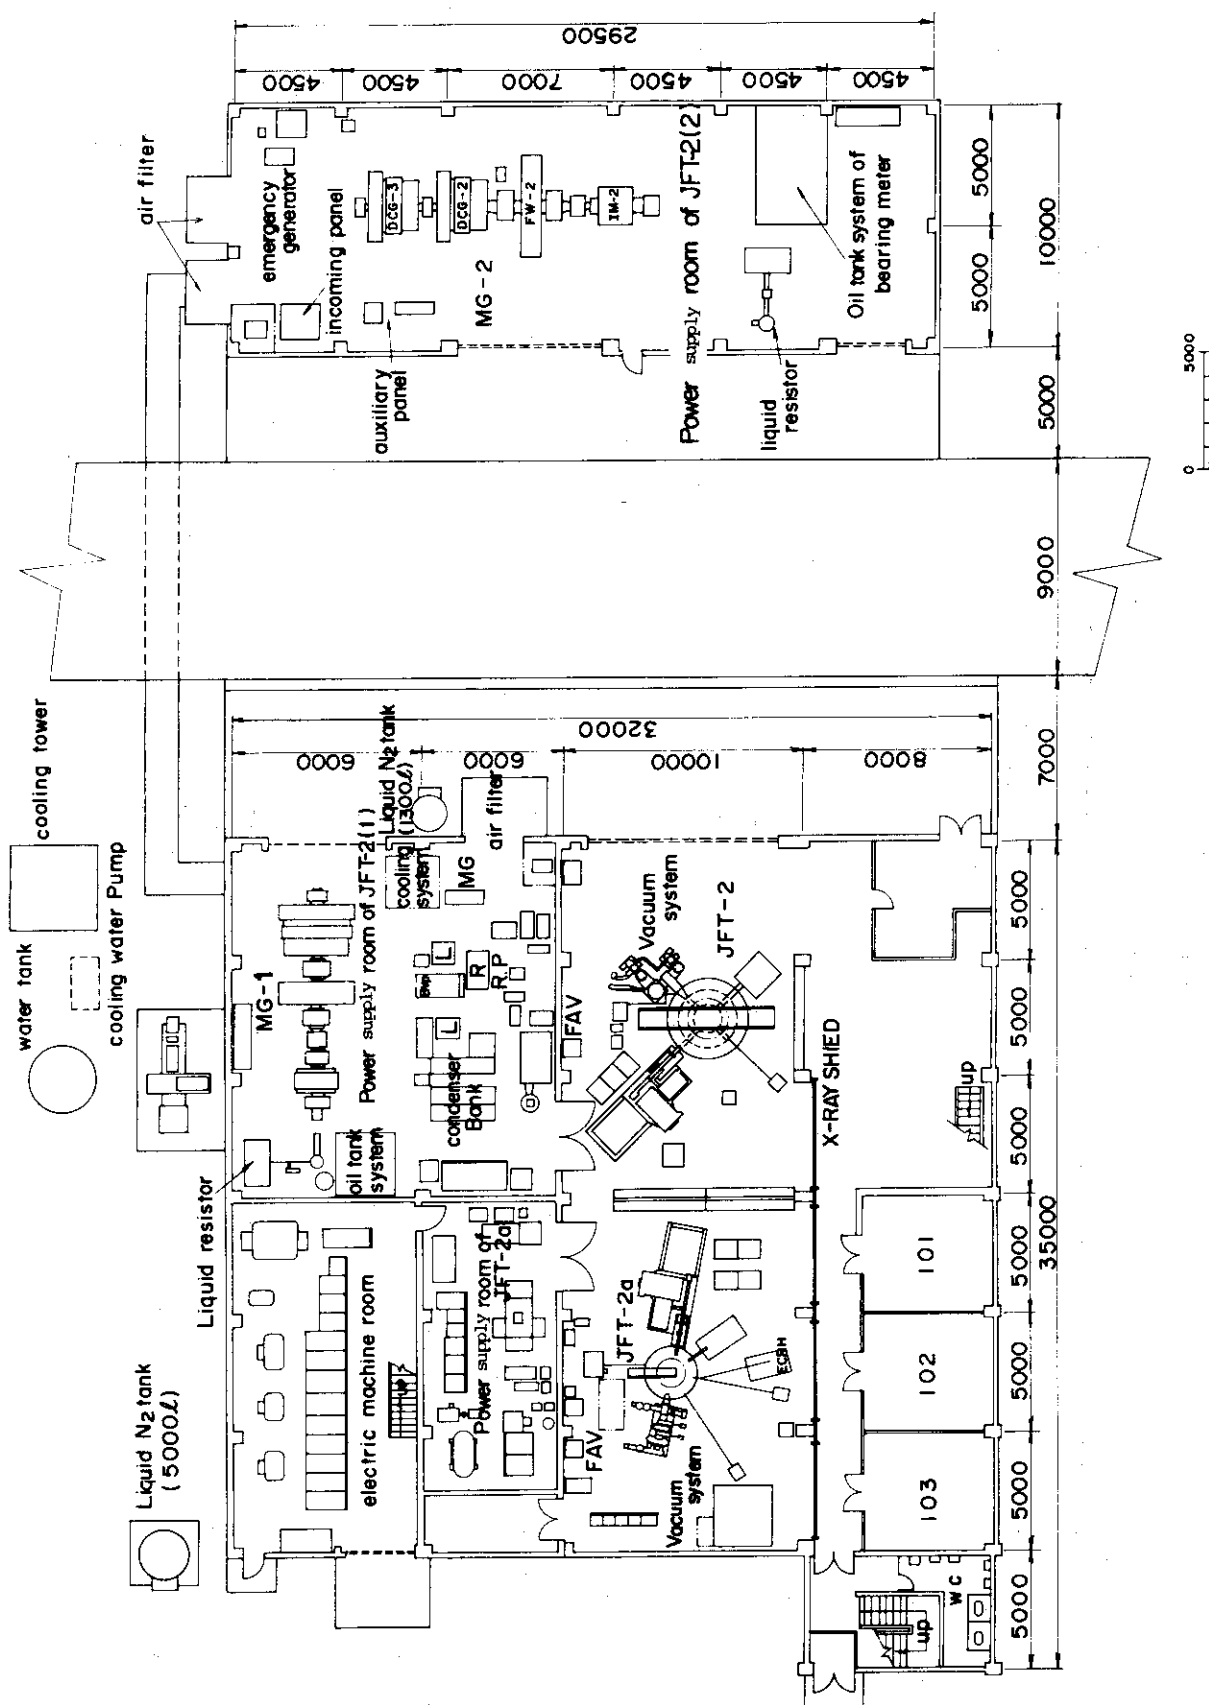 Liquid N₂ tank
(5000ℓ)
water tank
cooling tower
cooling water Pump
air filter
Liquid resistor
MG-1
Power supply room of JFT-2(1)
oil tank
system
cooling
system
Liquid N₂ tank
(1300ℓ)
6000
6000
10000
8000
32000
electric machine room
UP
condenser
Bank
L
L
R
R.P
MG
air filter
Power supply room of
JFT-2a
FAV
FAV
JFT-2a
Vacuum
system
ECRH
JFT-2
Vacuum
system
X-RAY SHIED
up
101
102
103
WC
up
5000
5000
5000
5000
5000
5000
5000
35000
7000
9000
5000
10000
5000
5000
emergency
generator
incoming panel
auxiliary
panel
MG-2
DCG-3
DCG-2
FW-2
IM-2
Power supply room of JFT-2(2)
liquid
resistor
Oil tank system of
bearing meter
4500
4500
7000
4500
4500
4500
29500
0
5000